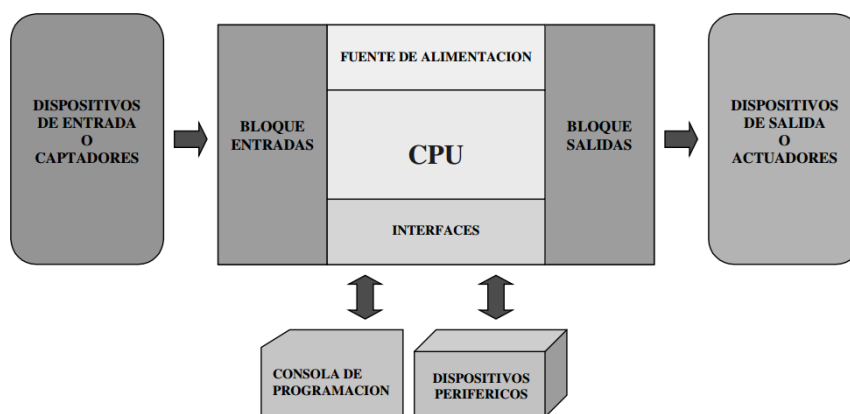 DISPOSITIVOS
DE ENTRADA
O
CAPTADORES
BLOQUE
ENTRADAS
FUENTE DE ALIMENTACION
CPU
INTERFACES
BLOQUE
SALIDAS
DISPOSITIVOS
DE SALIDA
O
ACTUADORES
CONSOLA DE
PROGRAMACION
DISPOSITIVOS
PERIFERICOS